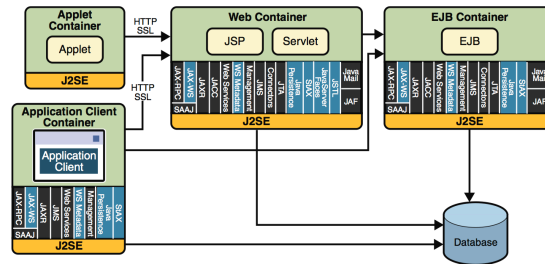 Applet
Container
Applet
J2SE
HTTP
SSL
HTTP
SSL
Application Client
Container
Application
Client
JAX-RPC
SAAJ
JAX-WS
JAXR
JMS
Web Services
WS Metadata
Management
Java
Persistence
StAX
J2SE
Web Container
JSP
Servlet
JAX-RPC
SAAJ
JAX-WS
JAXR
JACC
Web Services
WS Metadata
Management
JMS
Connectors
JTA
Java
Persistence
StAX
JavaServer
Faces
JSTL
Java
Mail
JAF
J2SE
EJB Container
EJB
JAX-RPC
SAAJ
JAX-WS
JAXR
JACC
Web Services
WS Metadata
Management
JMS
Connectors
JTA
Java
Persistence
StAX
Java
Mail
JAF
J2SE
Database